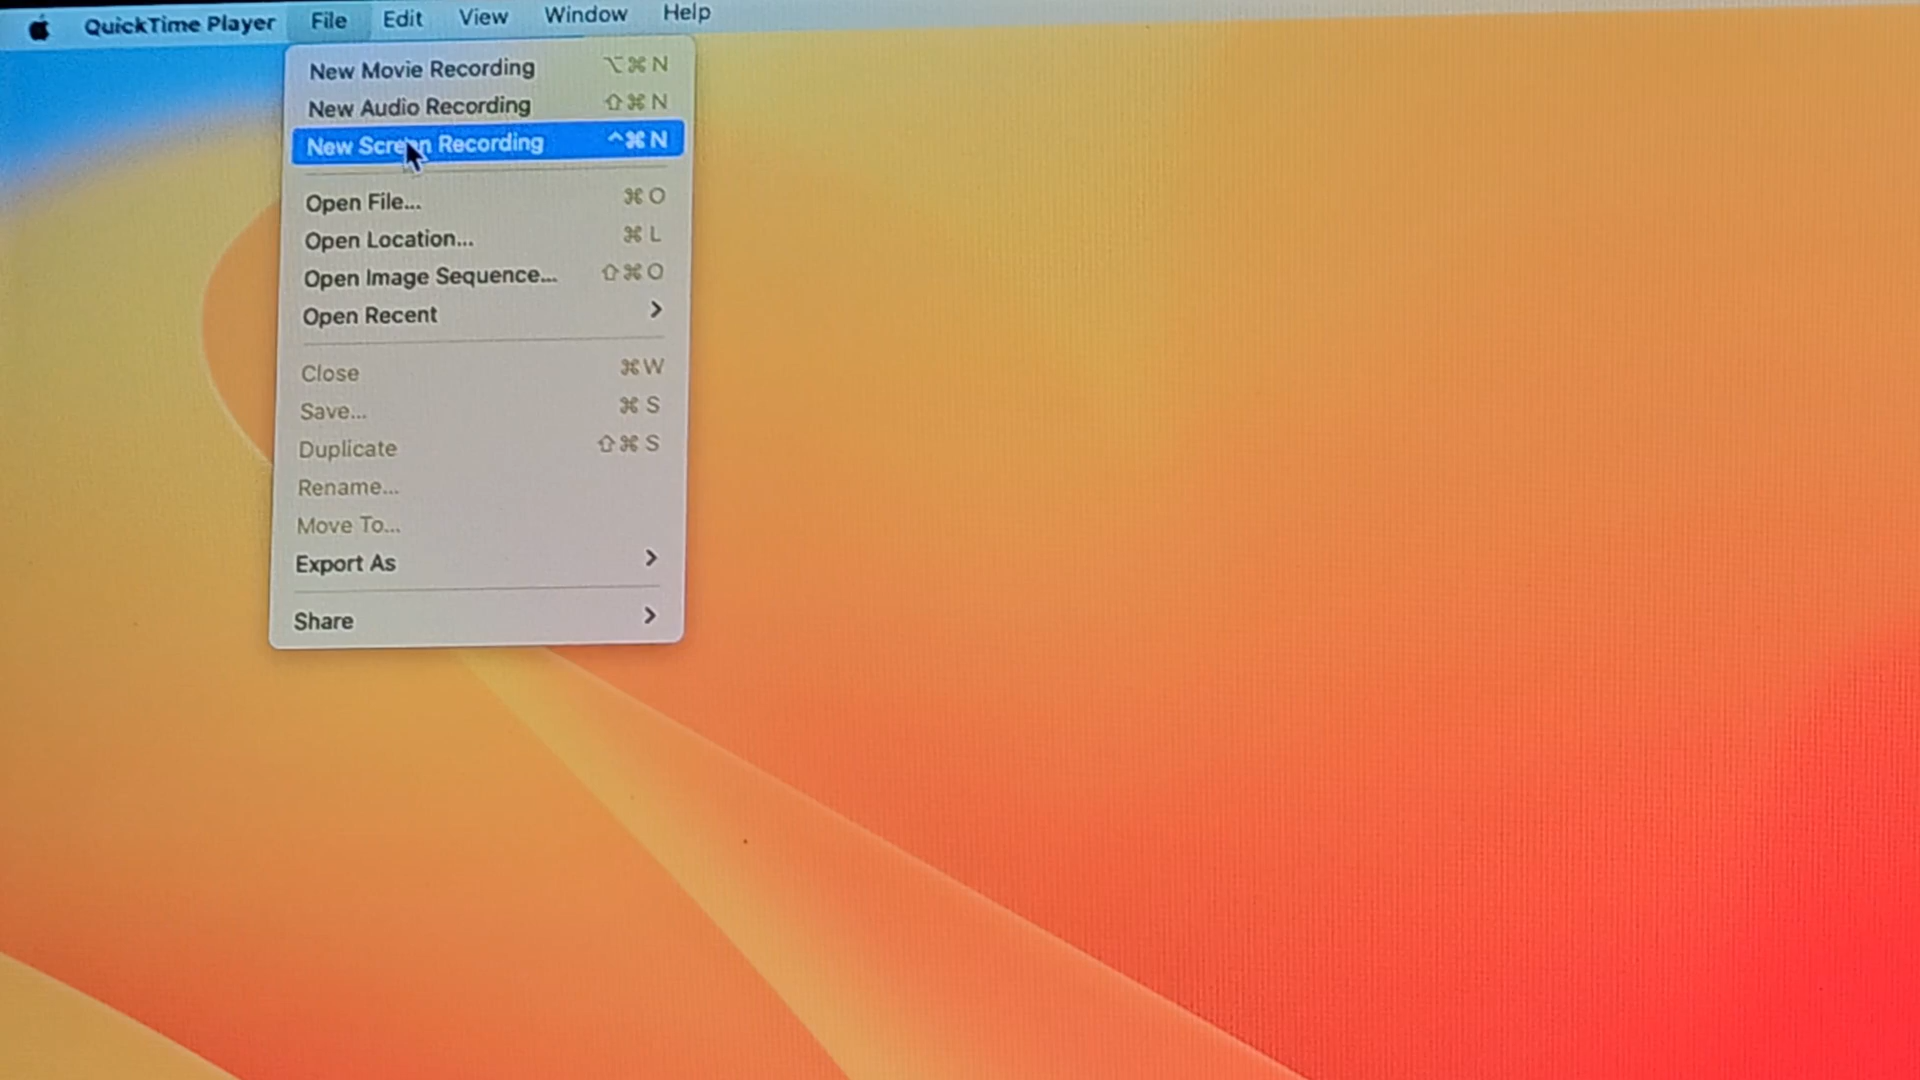 QuickTime Player File Edit View Window Help
New Movie Recording ⌥⌘N
New Audio Recording ⇧⌘N
New Screen Recording ^⌘N
Open File... ⌘O
Open Location... ⌘L
Open Image Sequence... ⇧⌘O
Open Recent >
Close ⌘W
Save... ⌘S
Duplicate ⇧⌘S
Rename...
Move To...
Export As >
Share >